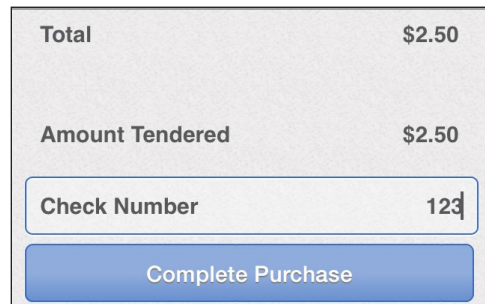 Total $2.50
Amount Tendered $2.50
Check Number 123
Complete Purchase